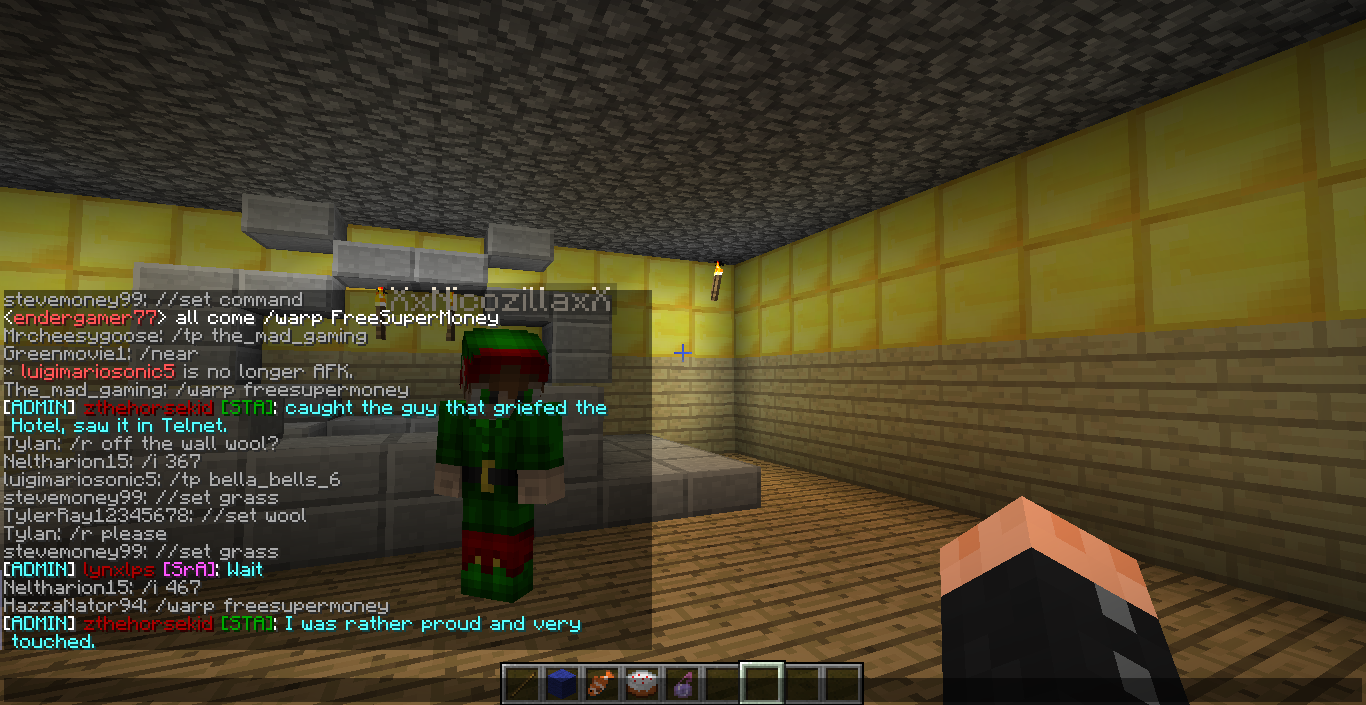 XxNicozillaxX
stevemoney99: //set command
<endergamer77> all come /warp FreeSuperMoney
Mrcheesygoose: /tp the_mad_gaming
Greenmovie1: /near
* luigimariosonic5 is no longer AFK.
The_mad_gaming: /warp freesupermoney
[ADMIN] zthehorsekid [STA]: caught the guy that griefed the
Hotel, saw it in Telnet.
Tylan: /r off the wall wool?
Neltharion15: /i 367
luigimariosonic5: /tp bella_bells_6
stevemoney99: //set grass
TylerRay12345678: //set wool
Tylan: /r please
stevemoney99: //set grass
[ADMIN] lynxlps [SrA]: Wait
Neltharion15: /i 467
HazzaNator94: /warp freesupermoney
[ADMIN] zthehorsekid [STA]: I was rather proud and very
touched.